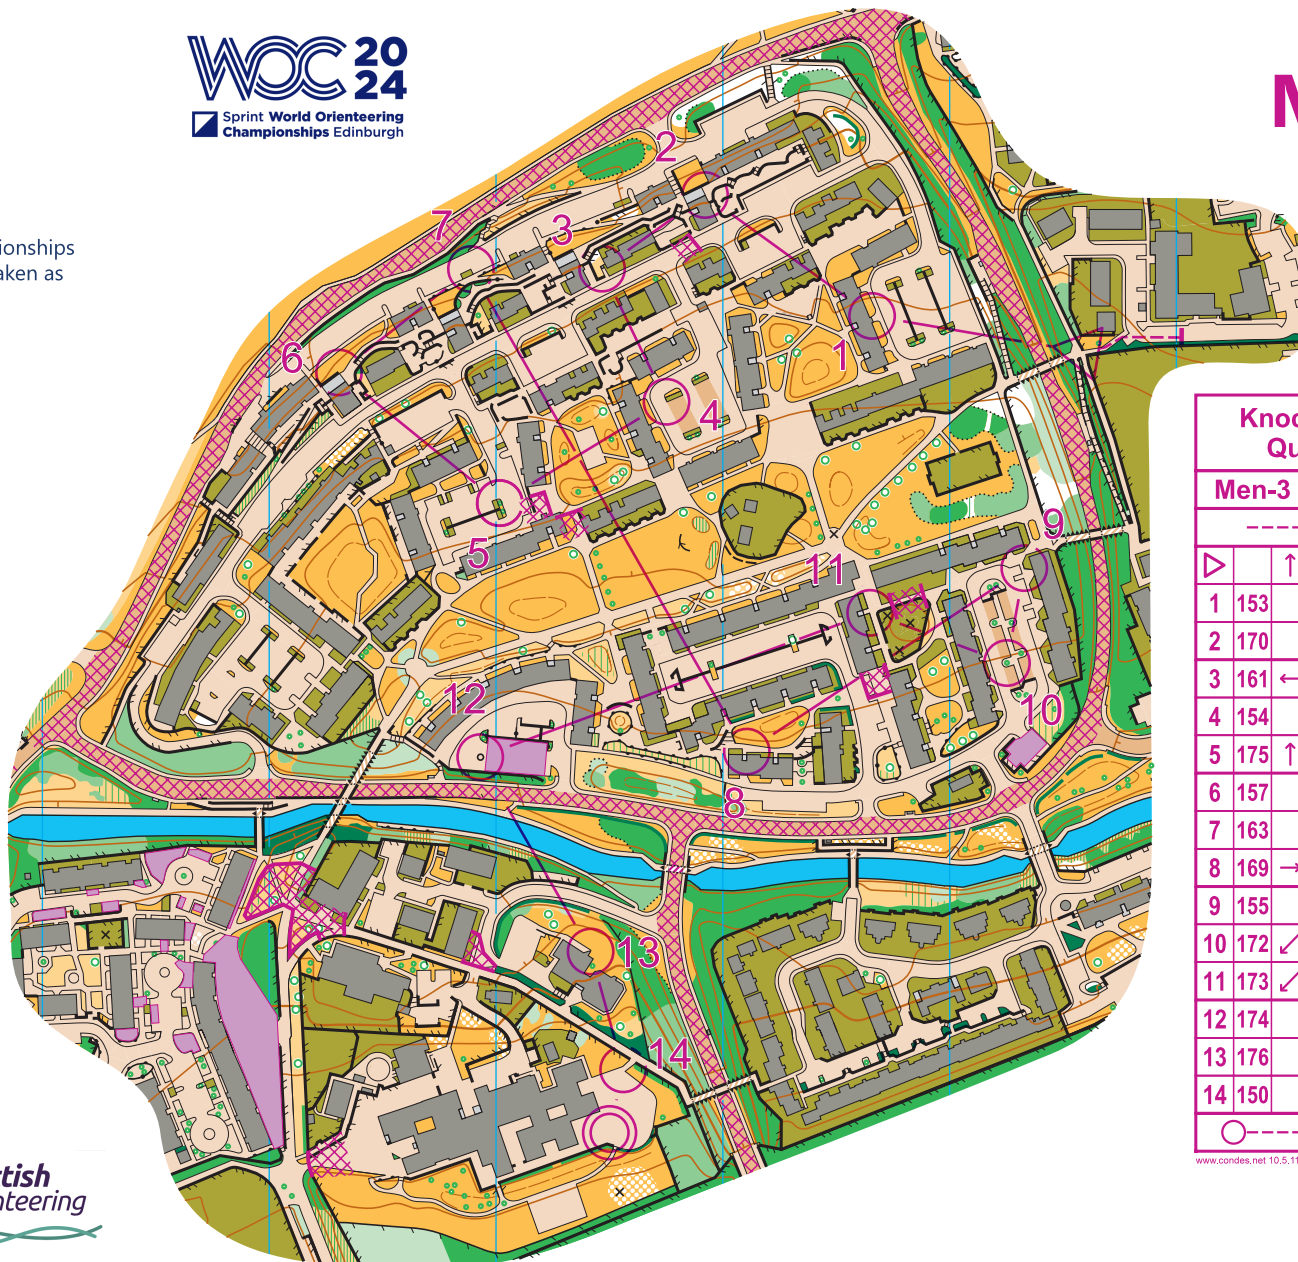 WOC 20
24
Sprint World Orienteering
Championships Edinburgh
M
ionships
aken as
2
7
3
1
6
4
5
9
11
12
10
8
13
14
Knoc
Qu
Men-3
1 153
2 170
3 161 ←
4 154
5 175 ↑
6 157
7 163
8 169 →
9 155
10 172 ↙
11 173 ↙
12 174
13 176
14 150
www.condes.net 10.5.11
ttish
nteering